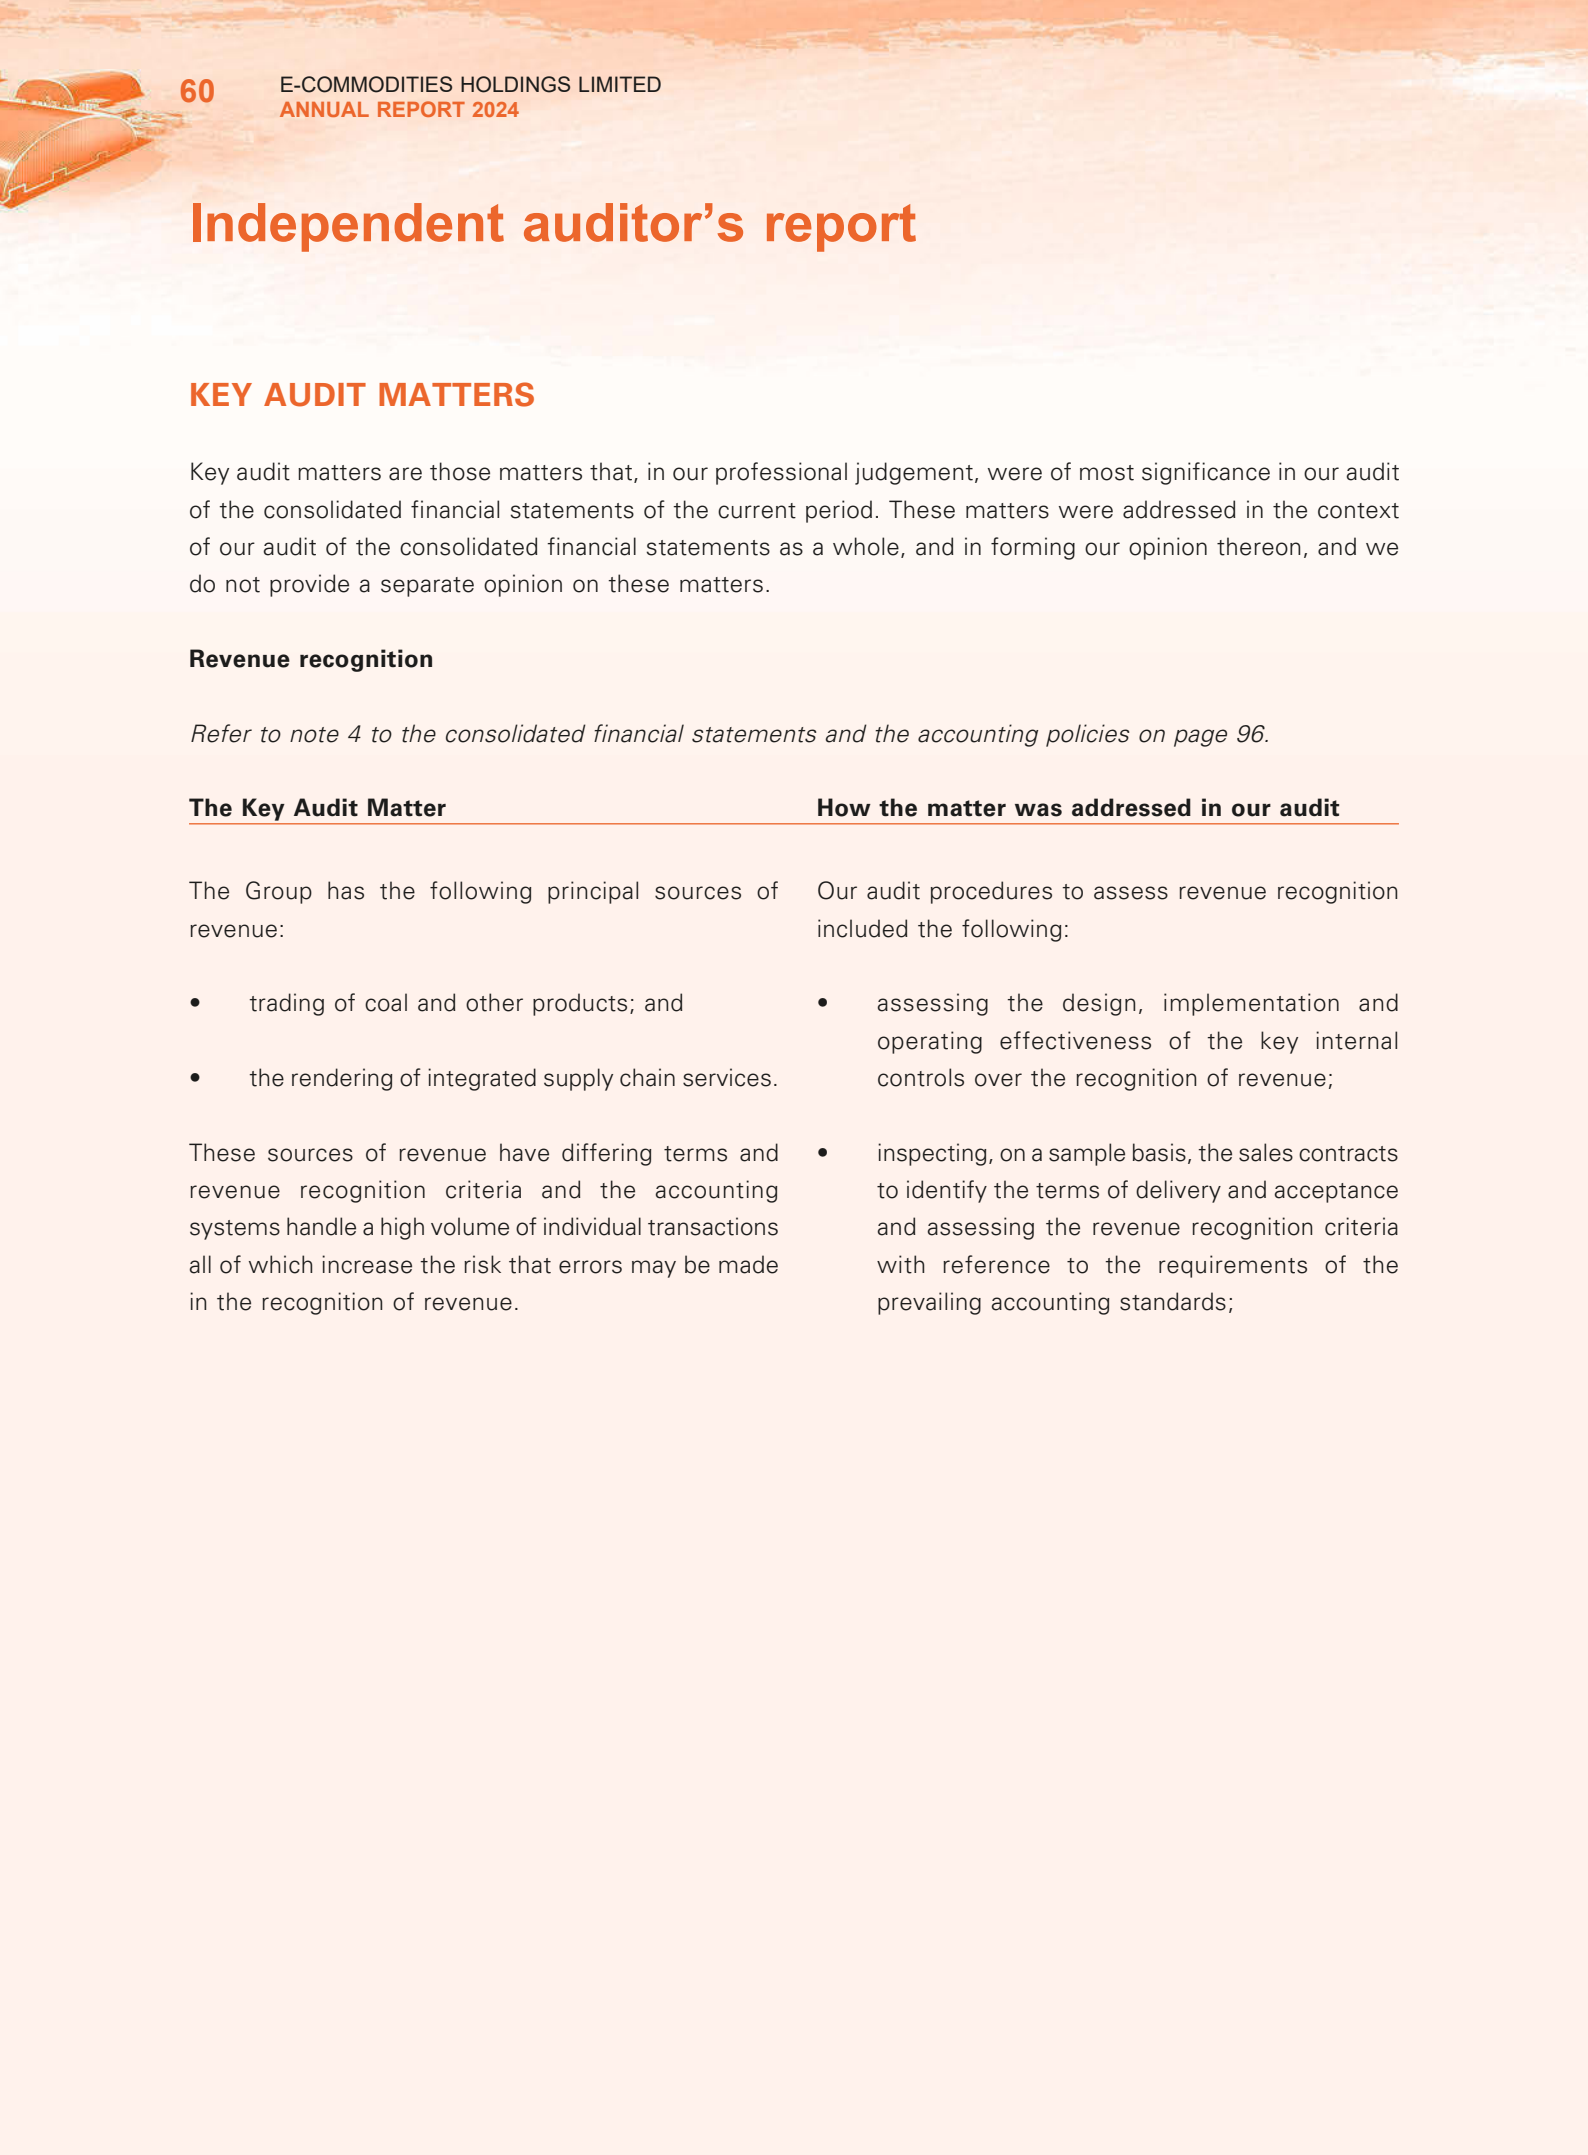 60
E-COMMODITIES HOLDINGS LIMITED
ANNUAL REPORT 2024
Independent auditor’s report
KEY AUDIT MATTERS
Key audit matters are those matters that, in our professional judgement, were of most significance in our audit
of the consolidated financial statements of the current period. These matters were addressed in the context
of our audit of the consolidated financial statements as a whole, and in forming our opinion thereon, and we
do not provide a separate opinion on these matters.
Revenue recognition
Refer to note 4 to the consolidated financial statements and the accounting policies on page 96.
The Key Audit Matter
The Group has the following principal sources of
revenue:
• trading of coal and other products; and
• the rendering of integrated supply chain services.
These sources of revenue have differing terms and
revenue recognition criteria and the accounting
systems handle a high volume of individual transactions
all of which increase the risk that errors may be made
in the recognition of revenue.
How the matter was addressed in our audit
Our audit procedures to assess revenue recognition
included the following:
• assessing the design, implementation and
operating effectiveness of the key internal
controls over the recognition of revenue;
• inspecting, on a sample basis, the sales contracts
to identify the terms of delivery and acceptance
and assessing the revenue recognition criteria
with reference to the requirements of the
prevailing accounting standards;